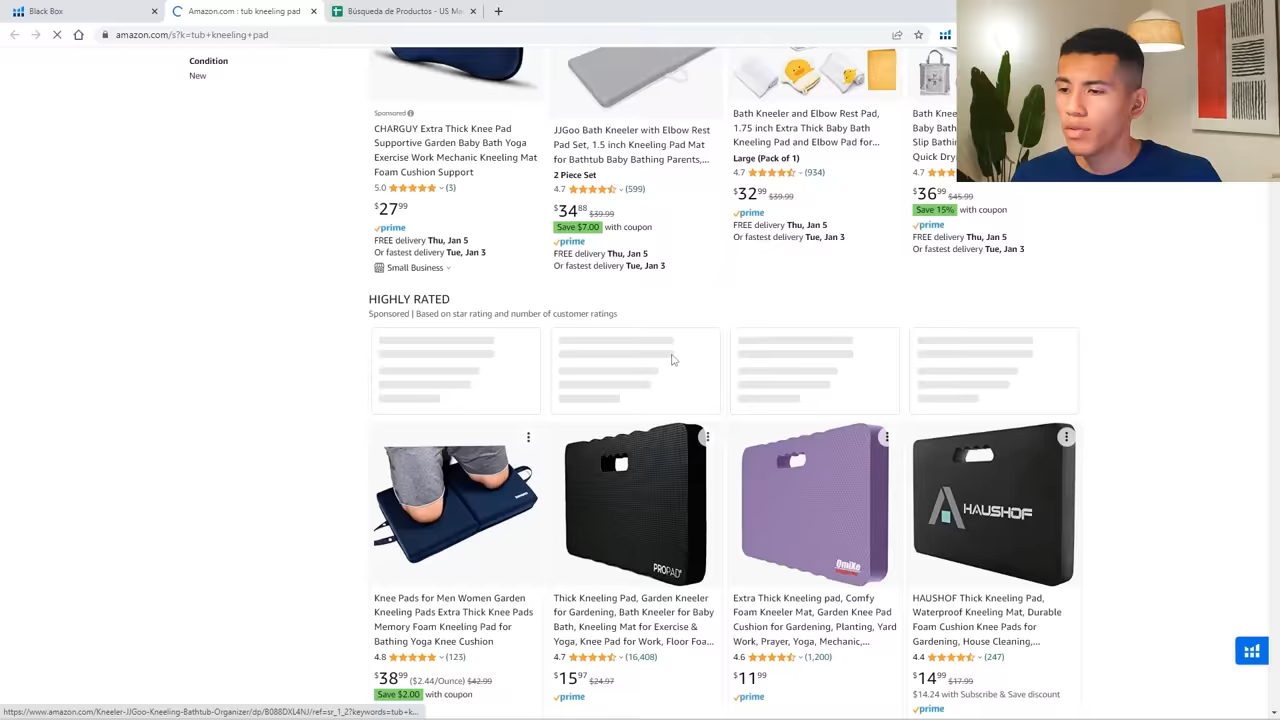 Black Box
Amazon.com : tub kneeling pad
Búsqueda de Productos - US Ma
amazon.com/s?k=tub+kneeling+pad
Condition
New
Sponsored
CHARGUY Extra Thick Knee Pad
Supportive Garden Baby Bath Yoga
Exercise Work Mechanic Kneeling Mat
Foam Cushion Support
5.0 (3)
$27.99
prime
FREE delivery Thu, Jan 5
Or fastest delivery Tue, Jan 3
Small Business
JJGoo Bath Kneeler with Elbow Rest
Pad Set, 1.5 inch Kneeling Pad Mat
for Bathtub Baby Bathing Parents,...
2 Piece Set
4.7 (599)
$34.88 $39.99
Save $7.00 with coupon
prime
FREE delivery Thu, Jan 5
Or fastest delivery Tue, Jan 3
Bath Kneeler and Elbow Rest Pad,
1.75 inch Extra Thick Baby Bath
Kneeling Pad and Elbow Pad for...
Large (Pack of 1)
4.7 (934)
$32.99 $39.99
prime
FREE delivery Thu, Jan 5
Or fastest delivery Tue, Jan 3
Bath Kne
Baby Bath
Slip Bathin
Quick Dry
4.7
$36.99 $45.99
Save 15% with coupon
prime
FREE delivery Thu, Jan 5
Or fastest delivery Tue, Jan 3
HIGHLY RATED
Sponsored | Based on star rating and number of customer ratings
PROPAD
OmiXe
HAUSHOF
Knee Pads for Men Women Garden
Kneeling Pads Extra Thick Knee Pads
Memory Foam Kneeling Pad for
Bathing Yoga Knee Cushion
4.8 (123)
$38.99 ($2.44/Ounce) $42.99
Save $2.00 with coupon
Thick Kneeling Pad, Garden Kneeler
for Gardening, Bath Kneeler for Baby
Bath, Kneeling Mat for Exercise &
Yoga, Knee Pad for Work, Floor Foa...
4.7 (16,408)
$15.97 $24.97
prime
Extra Thick Kneeling pad, Comfy
Foam Kneeler Mat, Garden Knee Pad
Cushion for Gardening, Planting, Yard
Work, Prayer, Yoga, Mechanic,...
4.6 (1,200)
$11.99
prime
HAUSHOF Thick Kneeling Pad,
Waterproof Kneeling Mat, Durable
Foam Cushion Knee Pads for
Gardening, House Cleaning,...
4.4 (247)
$14.99 $17.99
$14.24 with Subscribe & Save discount
prime
https://www.amazon.com/Kneeler-JJGoo-Kneeling-Bathtub-Organizer/dp/B088DXL4NJ/ref=sr_1_2?keywords=tub+k...